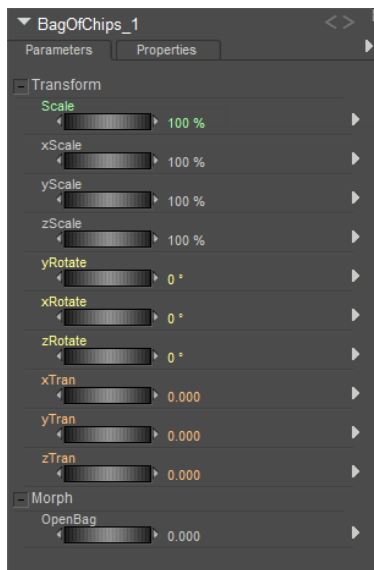 BagOfChips_1
Parameters Properties
Transform
Scale
100 %
xScale
100 %
yScale
100 %
zScale
100 %
yRotate
0 °
xRotate
0 °
zRotate
0 °
xTran
0.000
yTran
0.000
zTran
0.000
Morph
OpenBag
0.000